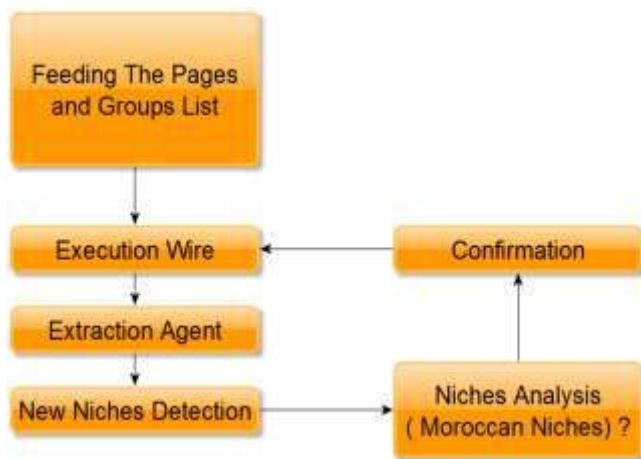 Feeding The Pages
and Groups List
Execution Wire
Confirmation
Extraction Agent
New Niches Detection
Niches Analysis
( Moroccan Niches) ?